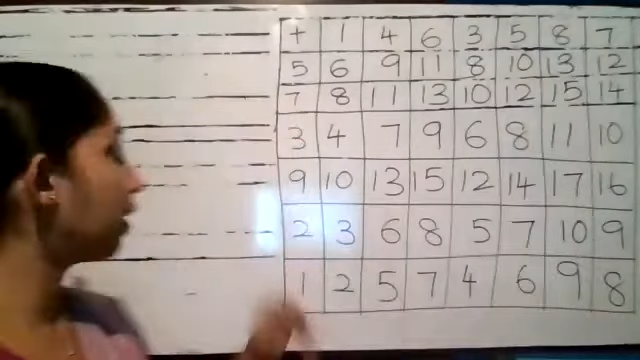 + 1 4 6 3 5 8 7
5 6 9 11 8 10 13 12
7 8 11 13 10 12 15 14
3 4 7 9 6 8 11 10
9 10 13 15 12 14 17 16
2 3 6 8 5 7 10 9
1 2 5 7 4 6 9 8